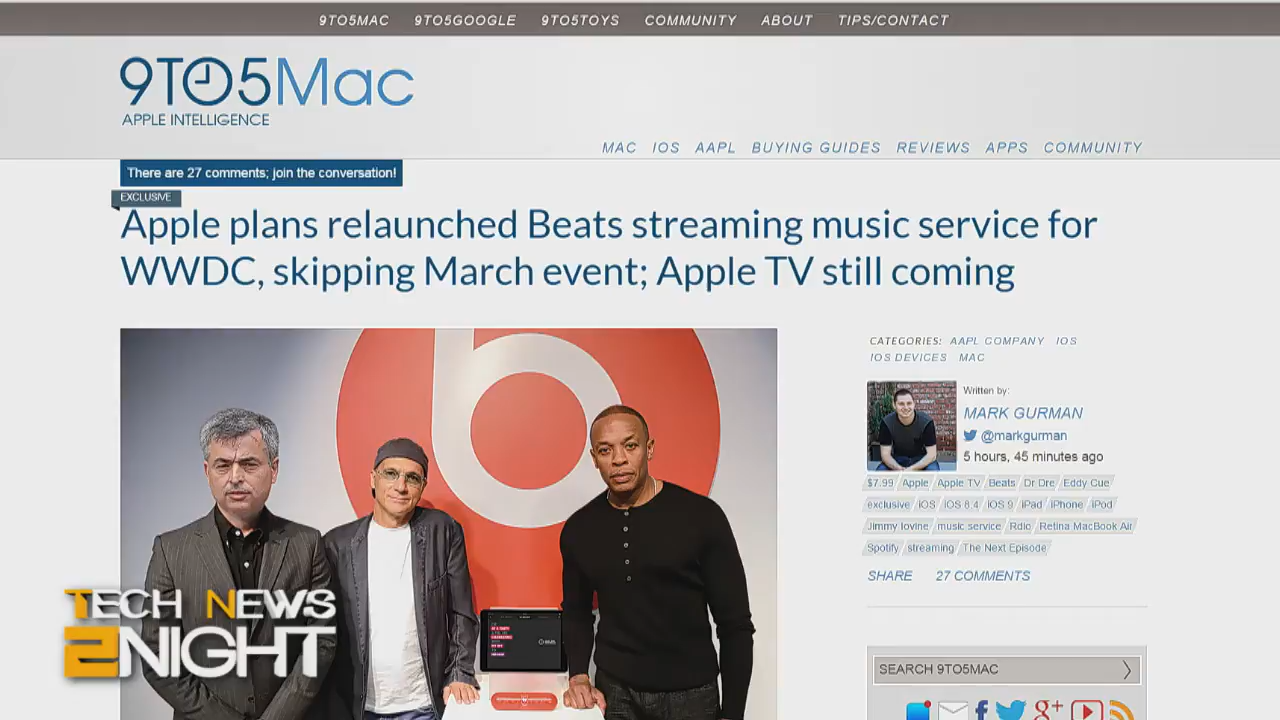 9TO5MAC 9TO5GOOGLE 9TO5TOYS COMMUNITY ABOUT TIPS/CONTACT
9TO5Mac
APPLE INTELLIGENCE
MAC IOS AAPL BUYING GUIDES REVIEWS APPS COMMUNITY
There are 27 comments; join the conversation!
EXCLUSIVE
Apple plans relaunched Beats streaming music service for
WWDC, skipping March event; Apple TV still coming
CATEGORIES: AAPL COMPANY IOS
IOS DEVICES MAC
Written by:
MARK GURMAN
@markgurman
5 hours, 45 minutes ago
$7.99 Apple Apple TV Beats Dr Dre Eddy Cue
exclusive iOS iOS 8.4 iOS 9 iPad iPhone iPod
Jimmy Iovine music service Rdio Retina MacBook Air
Spotify streaming The Next Episode
SHARE 27 COMMENTS
SEARCH 9TO5MAC
TECH NEWS
2NIGHT